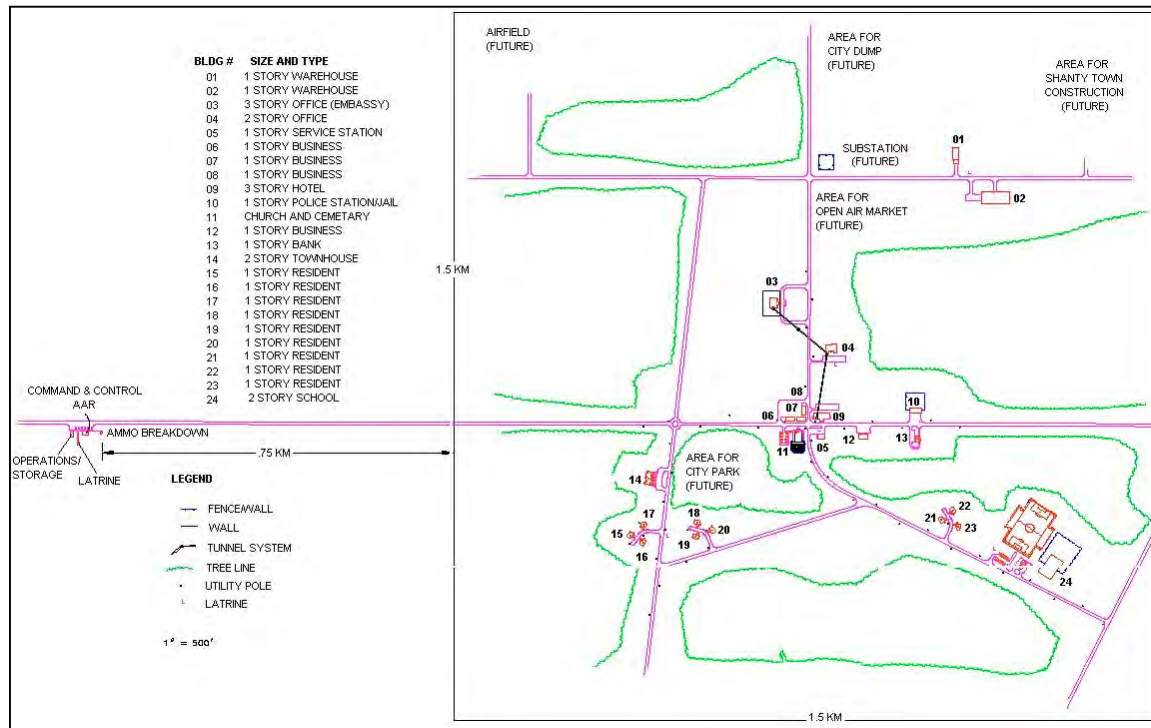 AIRFIELD
(FUTURE)
AREA FOR
CITY DUMP
(FUTURE)
AREA FOR
SHANTY TOWN
CONSTRUCTION
(FUTURE)
BLDG # SIZE AND TYPE
01 1 STORY WAREHOUSE
02 1 STORY WAREHOUSE
03 3 STORY OFFICE (EMBASSY)
04 2 STORY OFFICE
05 1 STORY SERVICE STATION
06 1 STORY BUSINESS
07 1 STORY BUSINESS
08 1 STORY BUSINESS
09 3 STORY HOTEL
10 1 STORY POLICE STATION/JAIL
11 CHURCH AND CEMETARY
12 1 STORY BUSINESS
13 1 STORY BANK
14 2 STORY TOWNHOUSE
15 1 STORY RESIDENT
16 1 STORY RESIDENT
17 1 STORY RESIDENT
18 1 STORY RESIDENT
19 1 STORY RESIDENT
20 1 STORY RESIDENT
21 1 STORY RESIDENT
22 1 STORY RESIDENT
23 1 STORY RESIDENT
24 2 STORY SCHOOL
SUBSTATION
(FUTURE)
01
02
AREA FOR
OPEN AIR MARKET
(FUTURE)
1.5 KM
03
04
08
07
06
09
10
11
05
12
13
COMMAND & CONTROL
AAR
AMMO BREAKDOWN
OPERATIONS/
STORAGE
LATRINE
.75 KM
AREA FOR
CITY PARK
(FUTURE)
14
17
15
16
18
19
20
22
21
23
24
LEGEND
FENCE/WALL
WALL
TUNNEL SYSTEM
TREE LINE
UTILITY POLE
L LATRINE
1" = 500'
1.5 KM